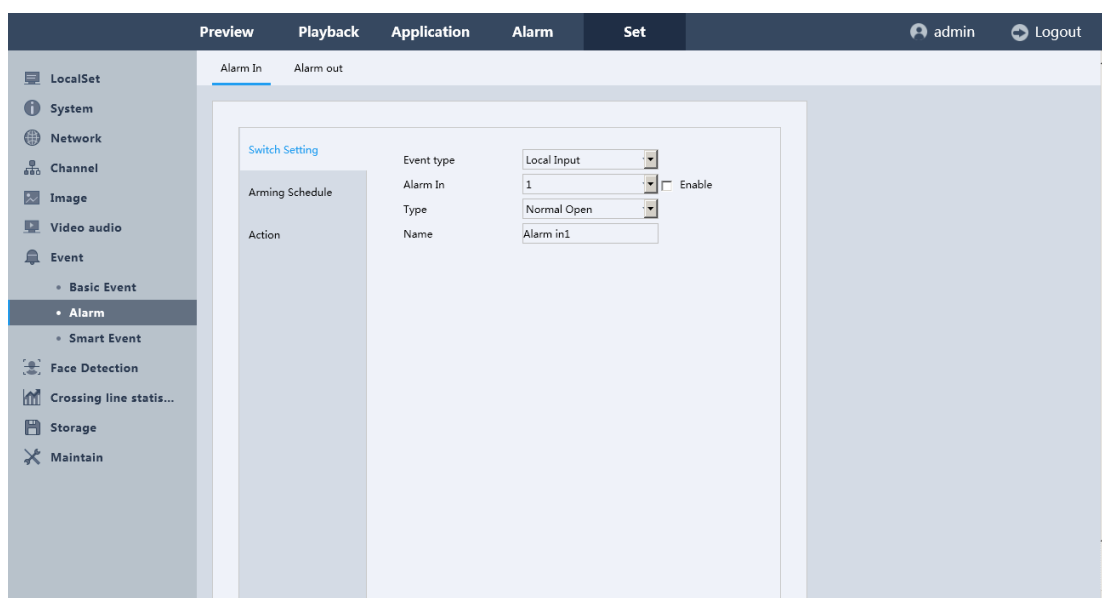 Preview Playback Application Alarm Set admin Logout
Alarm In Alarm out
LocalSet
System
Network
Channel
Image
Video audio
Event
Basic Event
Alarm
Smart Event
Face Detection
Crossing line statis...
Storage
Maintain
Switch Setting
Arming Schedule
Action
Event type Local Input
Alarm In 1 Enable
Type Normal Open
Name Alarm in1